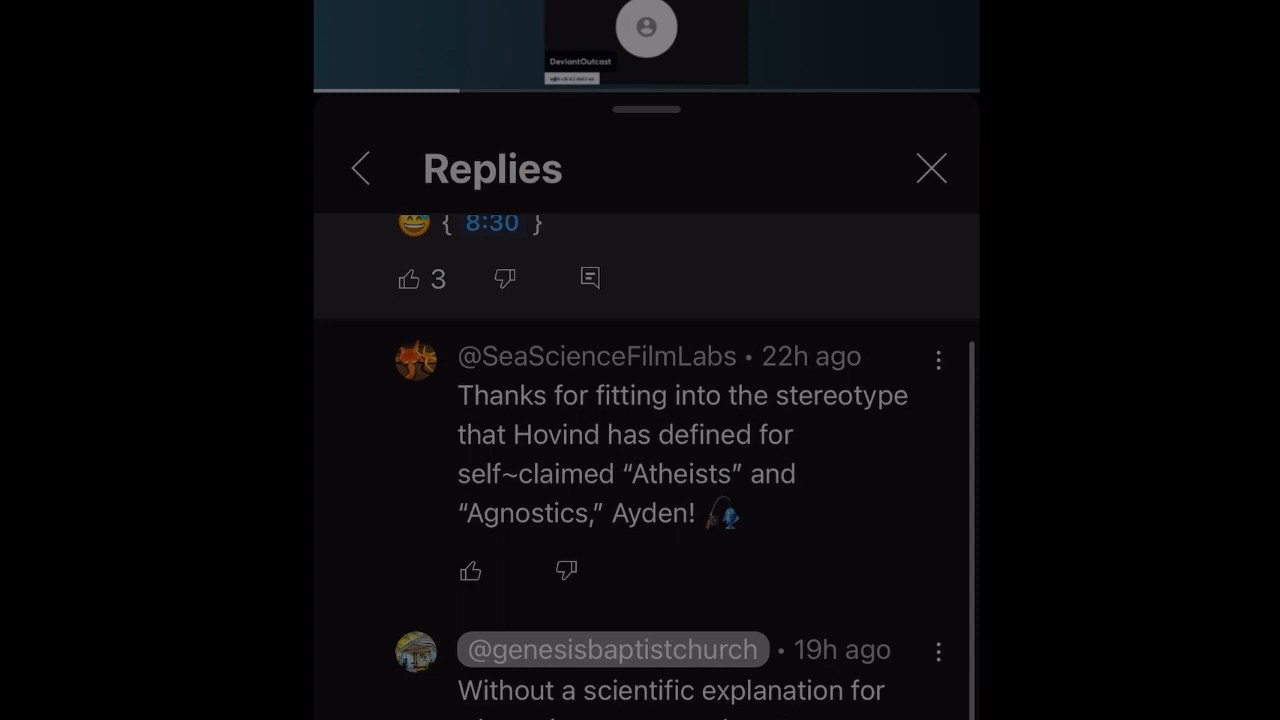 DeviantOutcast
Replies
{ 8:30 }
3
@SeaScienceFilmLabs • 22h ago
Thanks for fitting into the stereotype
that Hovind has defined for
self~claimed “Atheists” and
“Agnostics,” Ayden!
@genesisbaptistchurch • 19h ago
Without a scientific explanation for